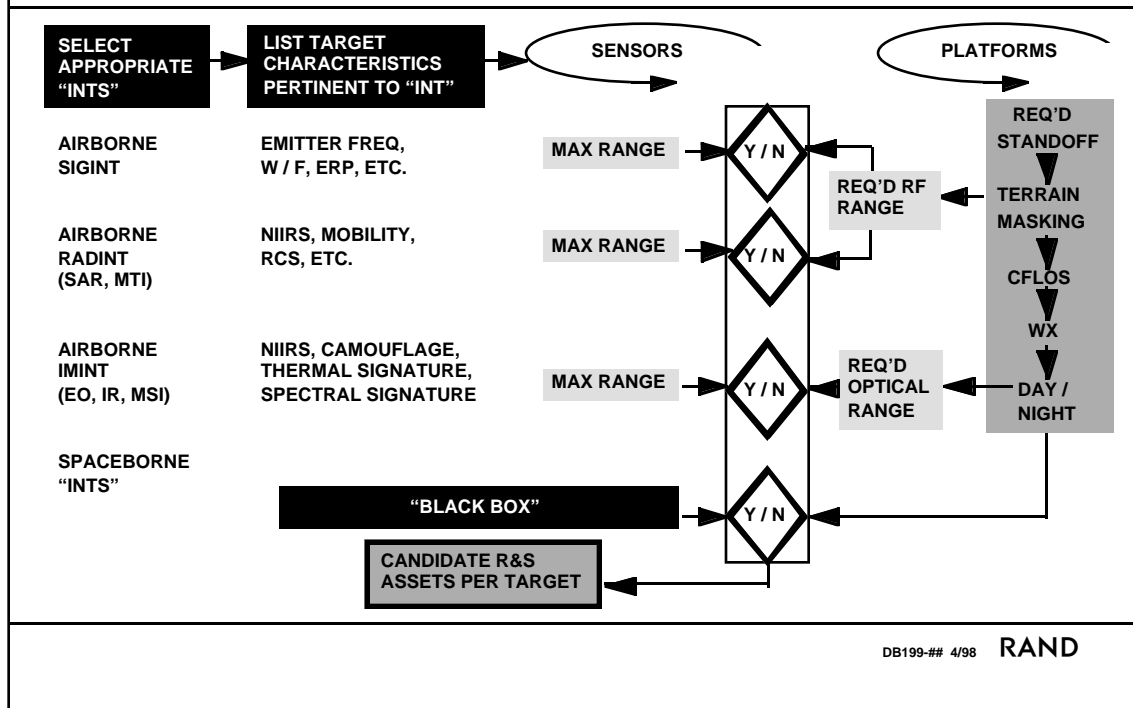 SELECT
APPROPRIATE
“INTS”
LIST TARGET
CHARACTERISTICS
PERTINENT TO “INT”
SENSORS
PLATFORMS
AIRBORNE
SIGINT
EMITTER FREQ,
W / F, ERP, ETC.
MAX RANGE
Y / N
REQ’D RF
RANGE
REQ’D
STANDOFF
TERRAIN
MASKING
CFLOS
WX
DAY /
NIGHT
AIRBORNE
RADINT
(SAR, MTI)
NIIRS, MOBILITY,
RCS, ETC.
MAX RANGE
Y / N
AIRBORNE
IMINT
(EO, IR, MSI)
NIIRS, CAMOUFLAGE,
THERMAL SIGNATURE,
SPECTRAL SIGNATURE
MAX RANGE
Y / N
REQ’D
OPTICAL
RANGE
SPACEBORNE
“INTS”
“BLACK BOX”
Y / N
CANDIDATE R&S
ASSETS PER TARGET
DB199-## 4/98 RAND